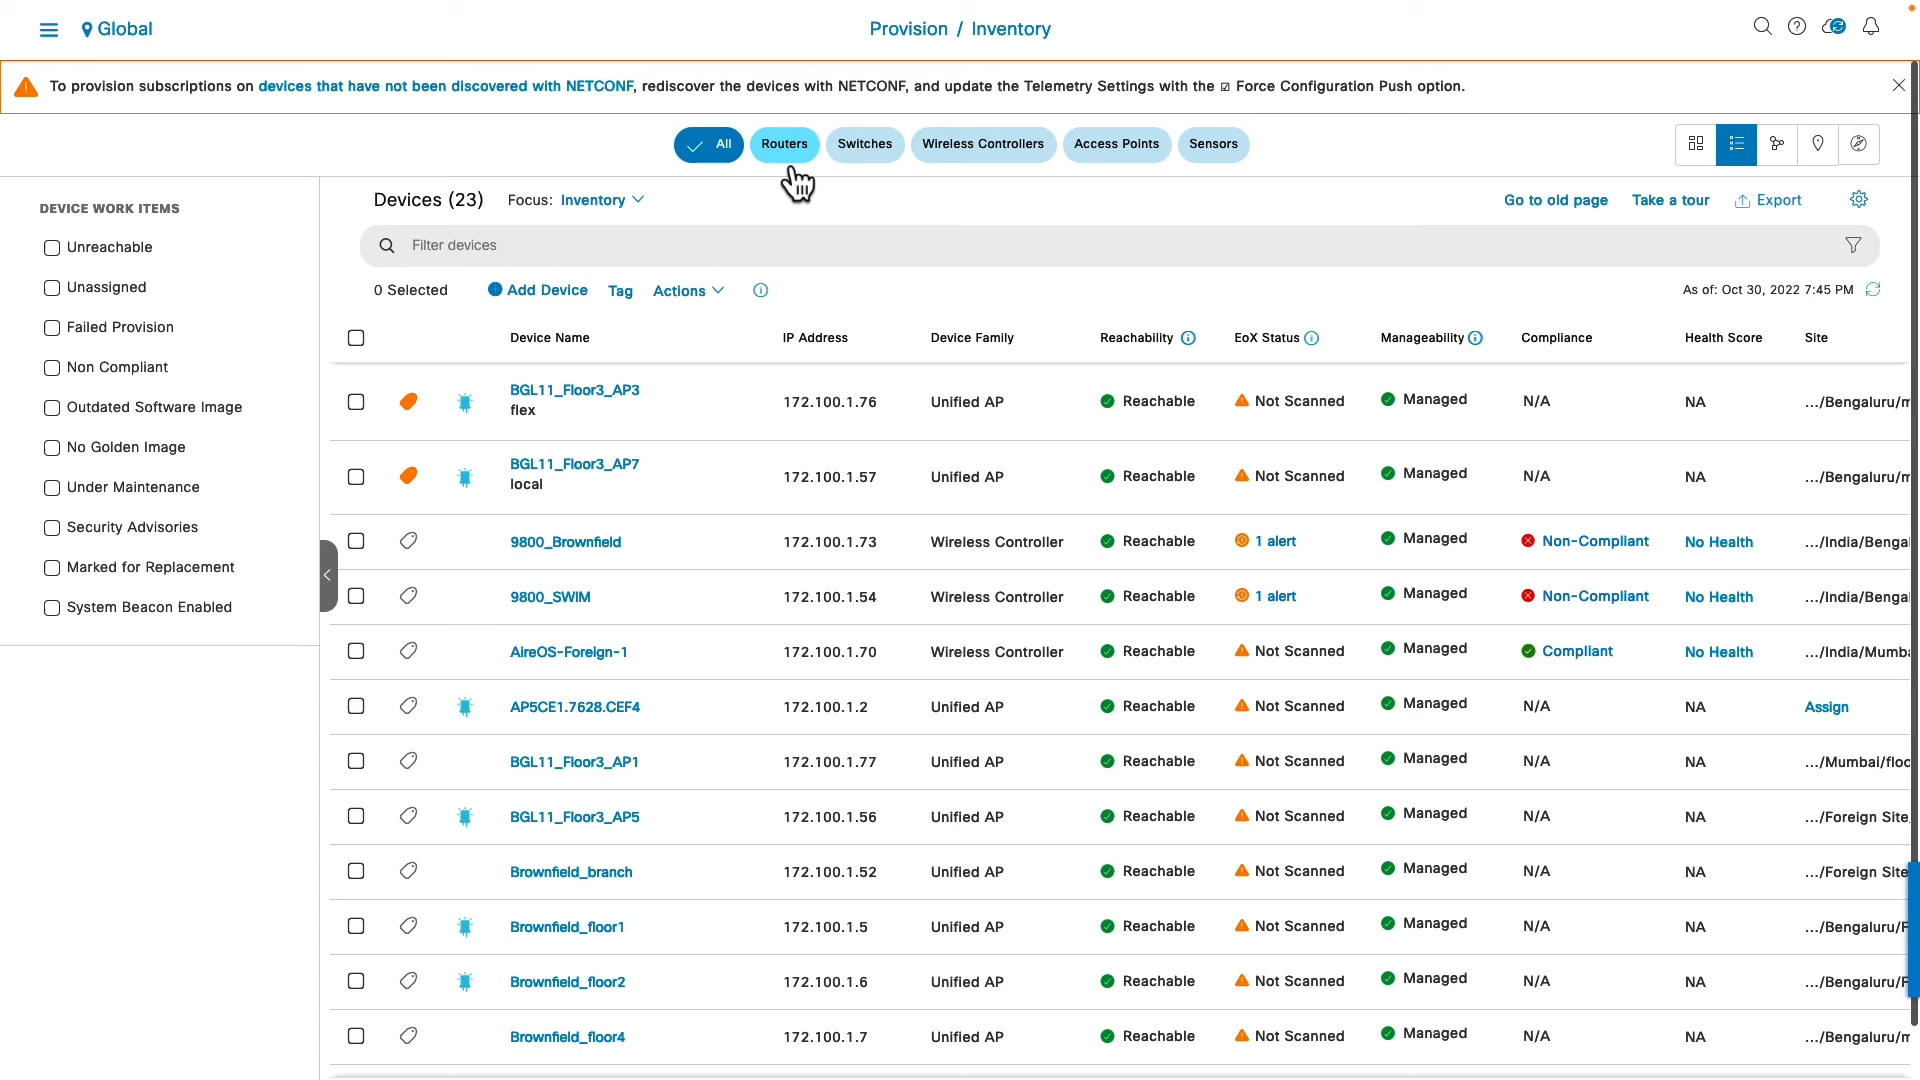 Global
Provision / Inventory
To provision subscriptions on devices that have not been discovered with NETCONF, rediscover the devices with NETCONF, and update the Telemetry Settings with the ☑ Force Configuration Push option.
All
Routers
Switches
Wireless Controllers
Access Points
Sensors
DEVICE WORK ITEMS
Unreachable
Unassigned
Failed Provision
Non Compliant
Outdated Software Image
No Golden Image
Under Maintenance
Security Advisories
Marked for Replacement
System Beacon Enabled
Devices (23) Focus: Inventory
Go to old page Take a tour Export
Filter devices
0 Selected Add Device Tag Actions
As of: Oct 30, 2022 7:45 PM
Device Name IP Address Device Family Reachability EoX Status Manageability Compliance Health Score Site
BGL11_Floor3_AP3
flex
172.100.1.76 Unified AP Reachable Not Scanned Managed N/A NA .../Bengaluru/m
BGL11_Floor3_AP7
local
172.100.1.57 Unified AP Reachable Not Scanned Managed N/A NA .../Bengaluru/m
9800_Brownfield 172.100.1.73 Wireless Controller Reachable 1 alert Managed Non-Compliant No Health .../India/Bengal
9800_SWIM 172.100.1.54 Wireless Controller Reachable 1 alert Managed Non-Compliant No Health .../India/Bengal
AireOS-Foreign-1 172.100.1.70 Wireless Controller Reachable Not Scanned Managed Compliant No Health .../India/Mumba
AP5CE1.7628.CEF4 172.100.1.2 Unified AP Reachable Not Scanned Managed N/A NA Assign
BGL11_Floor3_AP1 172.100.1.77 Unified AP Reachable Not Scanned Managed N/A NA .../Mumbai/floo
BGL11_Floor3_AP5 172.100.1.56 Unified AP Reachable Not Scanned Managed N/A NA .../Foreign Site/
Brownfield_branch 172.100.1.52 Unified AP Reachable Not Scanned Managed N/A NA .../Foreign Site
Brownfield_floor1 172.100.1.5 Unified AP Reachable Not Scanned Managed N/A NA .../Bengaluru/F
Brownfield_floor2 172.100.1.6 Unified AP Reachable Not Scanned Managed N/A NA .../Bengaluru/F
Brownfield_floor4 172.100.1.7 Unified AP Reachable Not Scanned Managed N/A NA .../Bengaluru/m